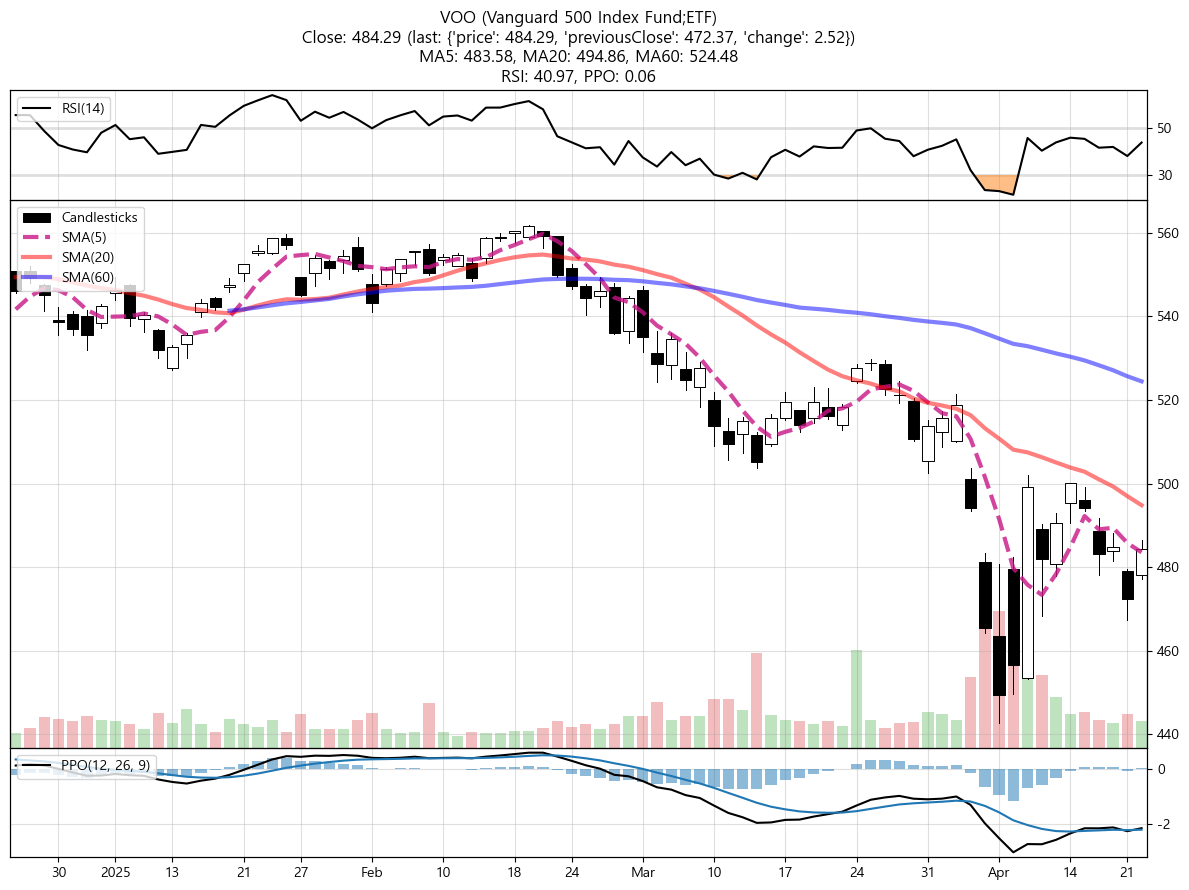 VOO (Vanguard 500 Index Fund;ETF)
Close: 484.29 (last: {'price': 484.29, 'previousClose': 472.37, 'change': 2.52})
MA5: 483.58, MA20: 494.86, MA60: 524.48
RSI: 40.97, PPO: 0.06
RSI(14)
50
30
Candlesticks
SMA(5)
SMA(20)
SMA(60)
560
540
520
500
480
460
440
PPO(12, 26, 9)
0
-2
30 2025 13 21 27 Feb 10 18 24 Mar 10 17 24 31 Apr 14 21